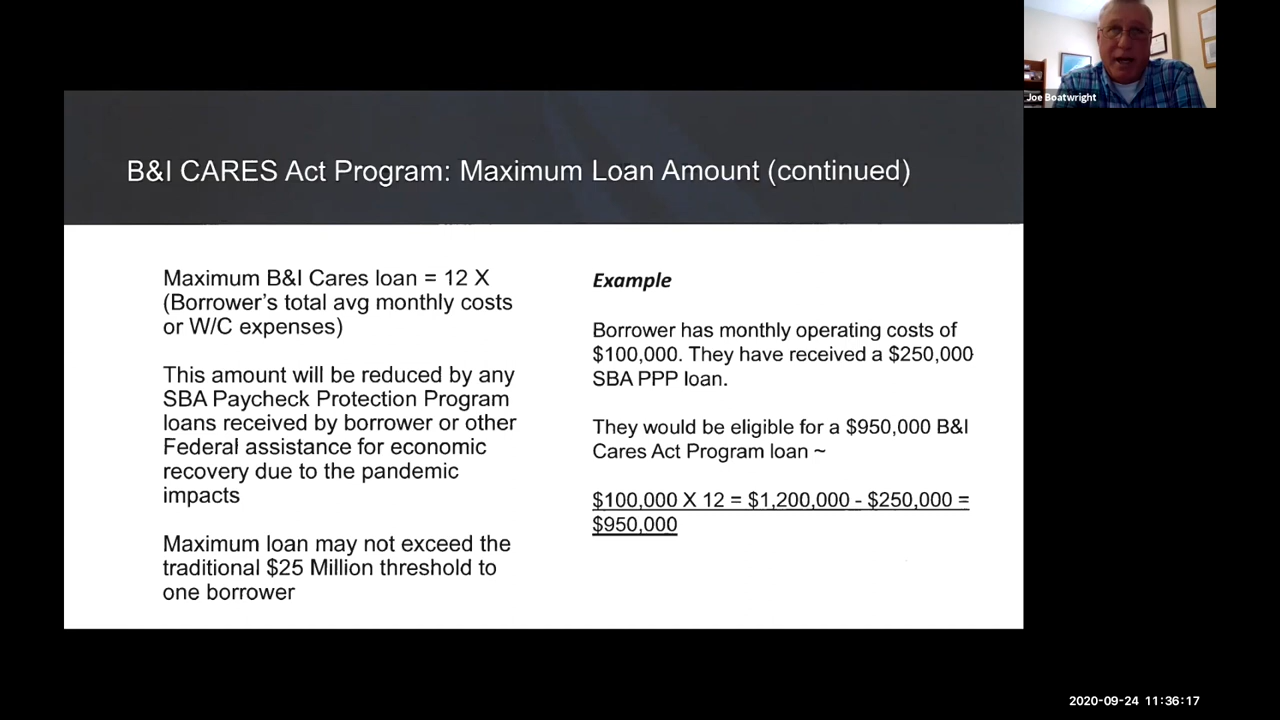 Joe Boatwright
B&I CARES Act Program: Maximum Loan Amount (continued)
Maximum B&I Cares loan = 12 X
(Borrower's total avg monthly costs
or W/C expenses)
This amount will be reduced by any
SBA Paycheck Protection Program
loans received by borrower or other
Federal assistance for economic
recovery due to the pandemic
impacts
Maximum loan may not exceed the
traditional $25 Million threshold to
one borrower
Example
Borrower has monthly operating costs of
$100,000. They have received a $250,000
SBA PPP loan.
They would be eligible for a $950,000 B&I
Cares Act Program loan ~
$100,000 X 12 = $1,200,000 - $250,000 =
$950,000
2020-09-24 11:36:17